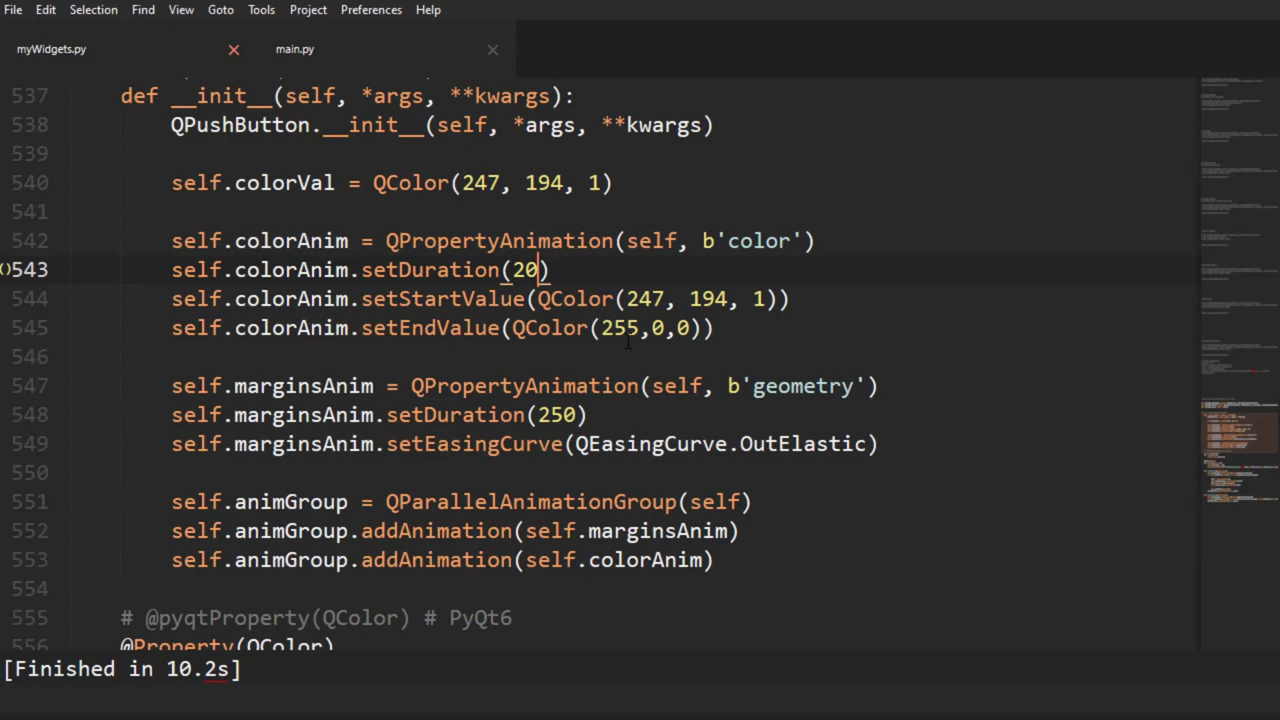 File Edit Selection Find View Goto Tools Project Preferences Help
myWidgets.py × main.py ×
537 def __init__(self, *args, **kwargs):
538 QPushButton.__init__(self, *args, **kwargs)
539
540 self.colorVal = QColor(247, 194, 1)
541
542 self.colorAnim = QPropertyAnimation(self, b'color')
543 self.colorAnim.setDuration(20)
544 self.colorAnim.setStartValue(QColor(247, 194, 1))
545 self.colorAnim.setEndValue(QColor(255,0,0))
546
547 self.marginsAnim = QPropertyAnimation(self, b'geometry')
548 self.marginsAnim.setDuration(250)
549 self.marginsAnim.setEasingCurve(QEasingCurve.OutElastic)
550
551 self.animGroup = QParallelAnimationGroup(self)
552 self.animGroup.addAnimation(self.marginsAnim)
553 self.animGroup.addAnimation(self.colorAnim)
554
555 # @pyqtProperty(QColor) # PyQt6
556 @Property(QColor)
[Finished in 10.2s]